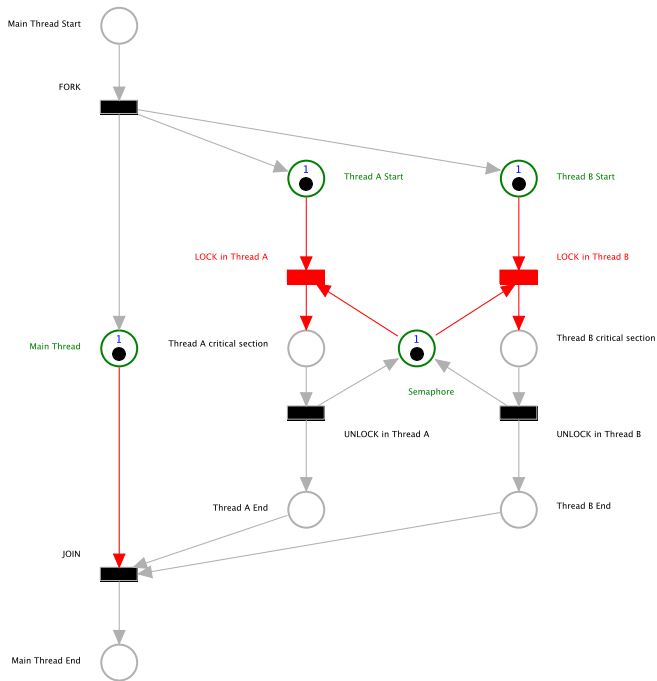 Main Thread Start
FORK
1
1
Thread A Start
Thread B Start
LOCK in Thread A
LOCK in Thread B
1
1
Main Thread
Thread A critical section
Thread B critical section
Semaphore
UNLOCK in Thread A
UNLOCK in Thread B
Thread A End
Thread B End
JOIN
Main Thread End